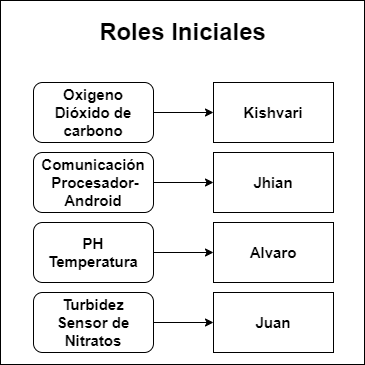 Roles Iniciales
Oxigeno
Dióxido de
carbono
Kishvari
Comunicación
Procesador-
Android
Jhian
PH
Temperatura
Alvaro
Turbidez
Sensor de
Nitratos
Juan